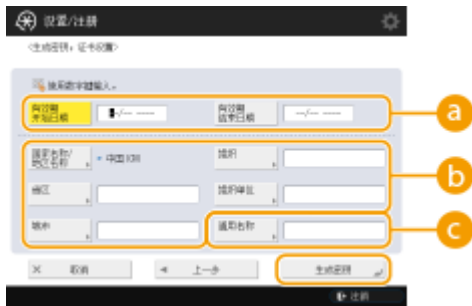 设置/注册
<生成密钥：证书设置>
使用数字键输入。
有效期 开始日期
有效期 结束日期
a
国家名称/ 地区名称
中国(CN)
组织
b
省区
组织单位
城市
通用名称
c
× 取消
上一步
生成密钥
注销